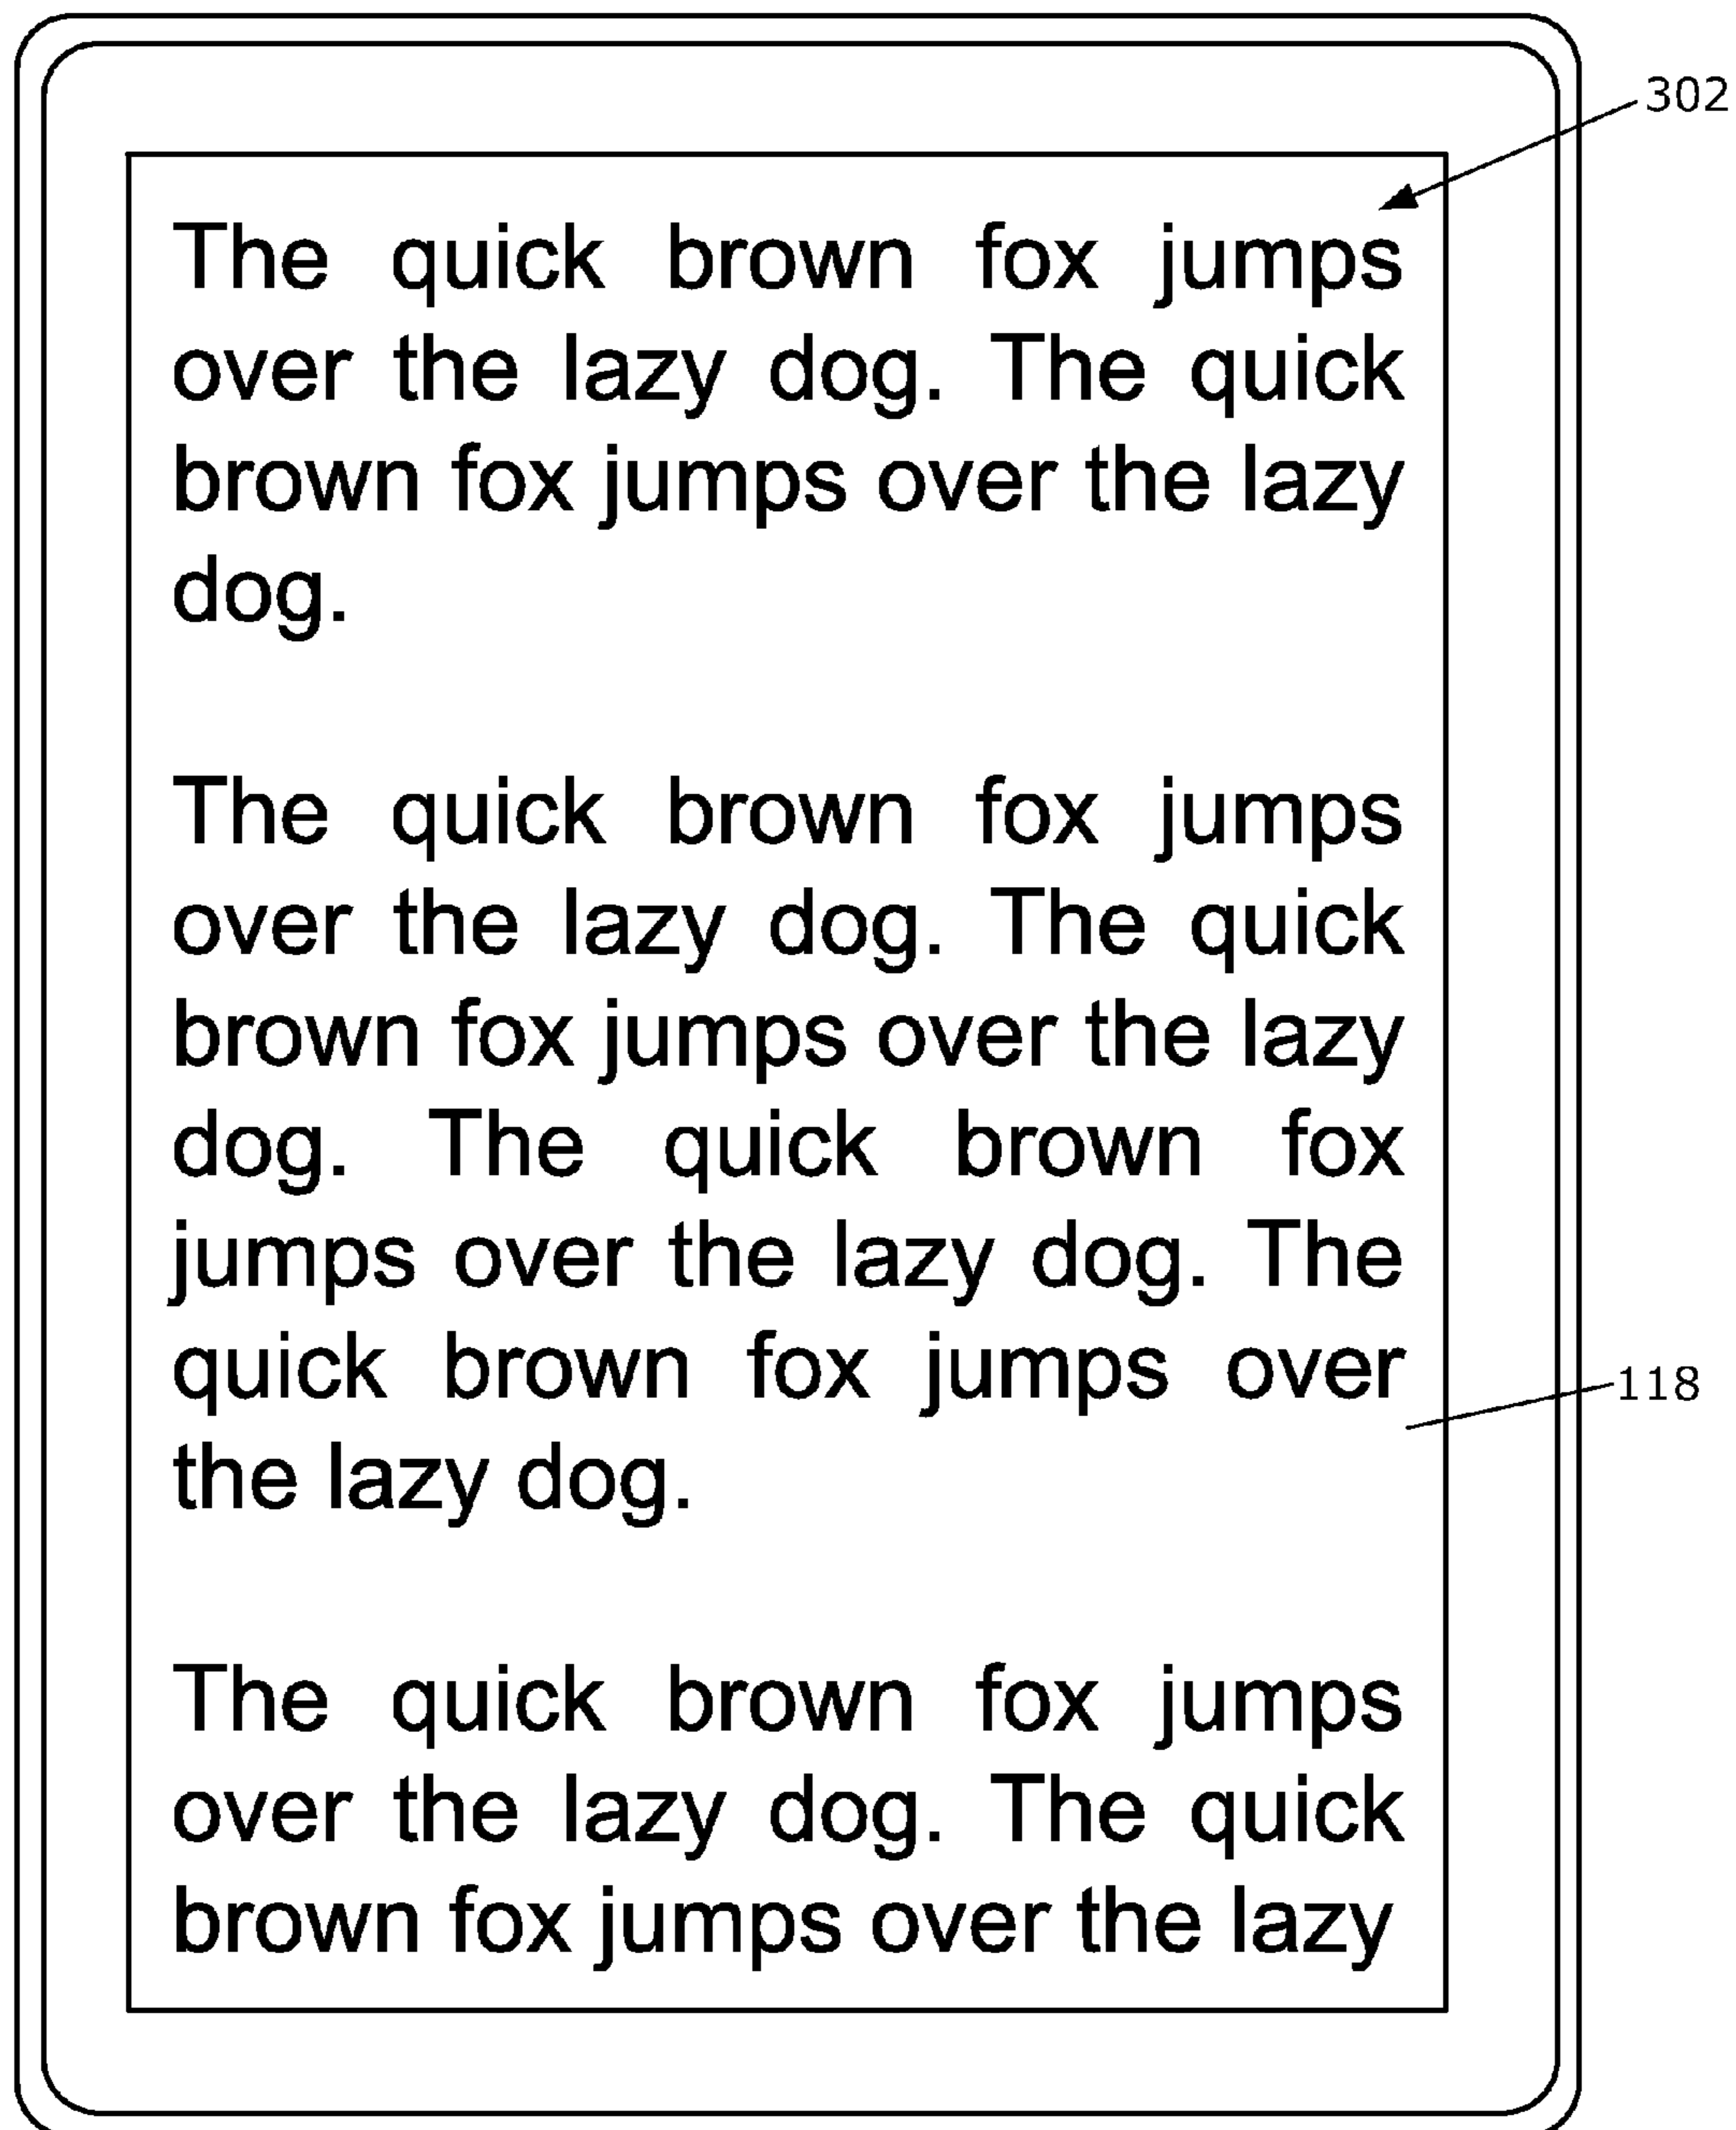 302
The quick brown fox jumps
over the lazy dog. The quick
brown fox jumps over the lazy
dog.
The quick brown fox jumps
over the lazy dog. The quick
brown fox jumps over the lazy
dog. The quick brown fox
jumps over the lazy dog. The
quick brown fox jumps over
118
the lazy dog.
The quick brown fox jumps
over the lazy dog. The quick
brown fox jumps over the lazy